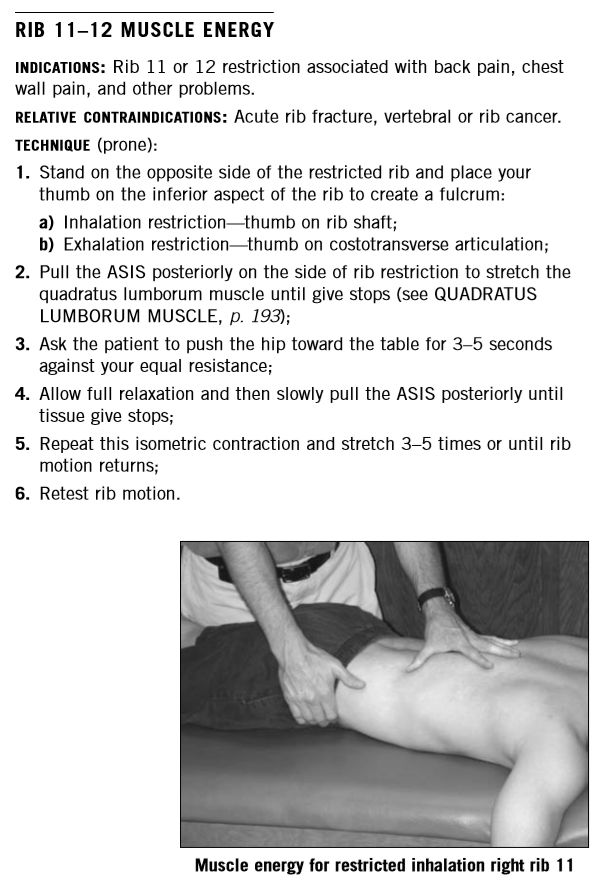 RIB 11–12 MUSCLE ENERGY
INDICATIONS: Rib 11 or 12 restriction associated with back pain, chest
wall pain, and other problems.
RELATIVE CONTRAINDICATIONS: Acute rib fracture, vertebral or rib cancer.
TECHNIQUE (prone):
1. Stand on the opposite side of the restricted rib and place your
thumb on the inferior aspect of the rib to create a fulcrum:
a) Inhalation restriction—thumb on rib shaft;
b) Exhalation restriction—thumb on costotransverse articulation;
2. Pull the ASIS posteriorly on the side of rib restriction to stretch the
quadratus lumborum muscle until give stops (see QUADRATUS
LUMBORUM MUSCLE, p. 193);
3. Ask the patient to push the hip toward the table for 3–5 seconds
against your equal resistance;
4. Allow full relaxation and then slowly pull the ASIS posteriorly until
tissue give stops;
5. Repeat this isometric contraction and stretch 3–5 times or until rib
motion returns;
6. Retest rib motion.
Muscle energy for restricted inhalation right rib 11